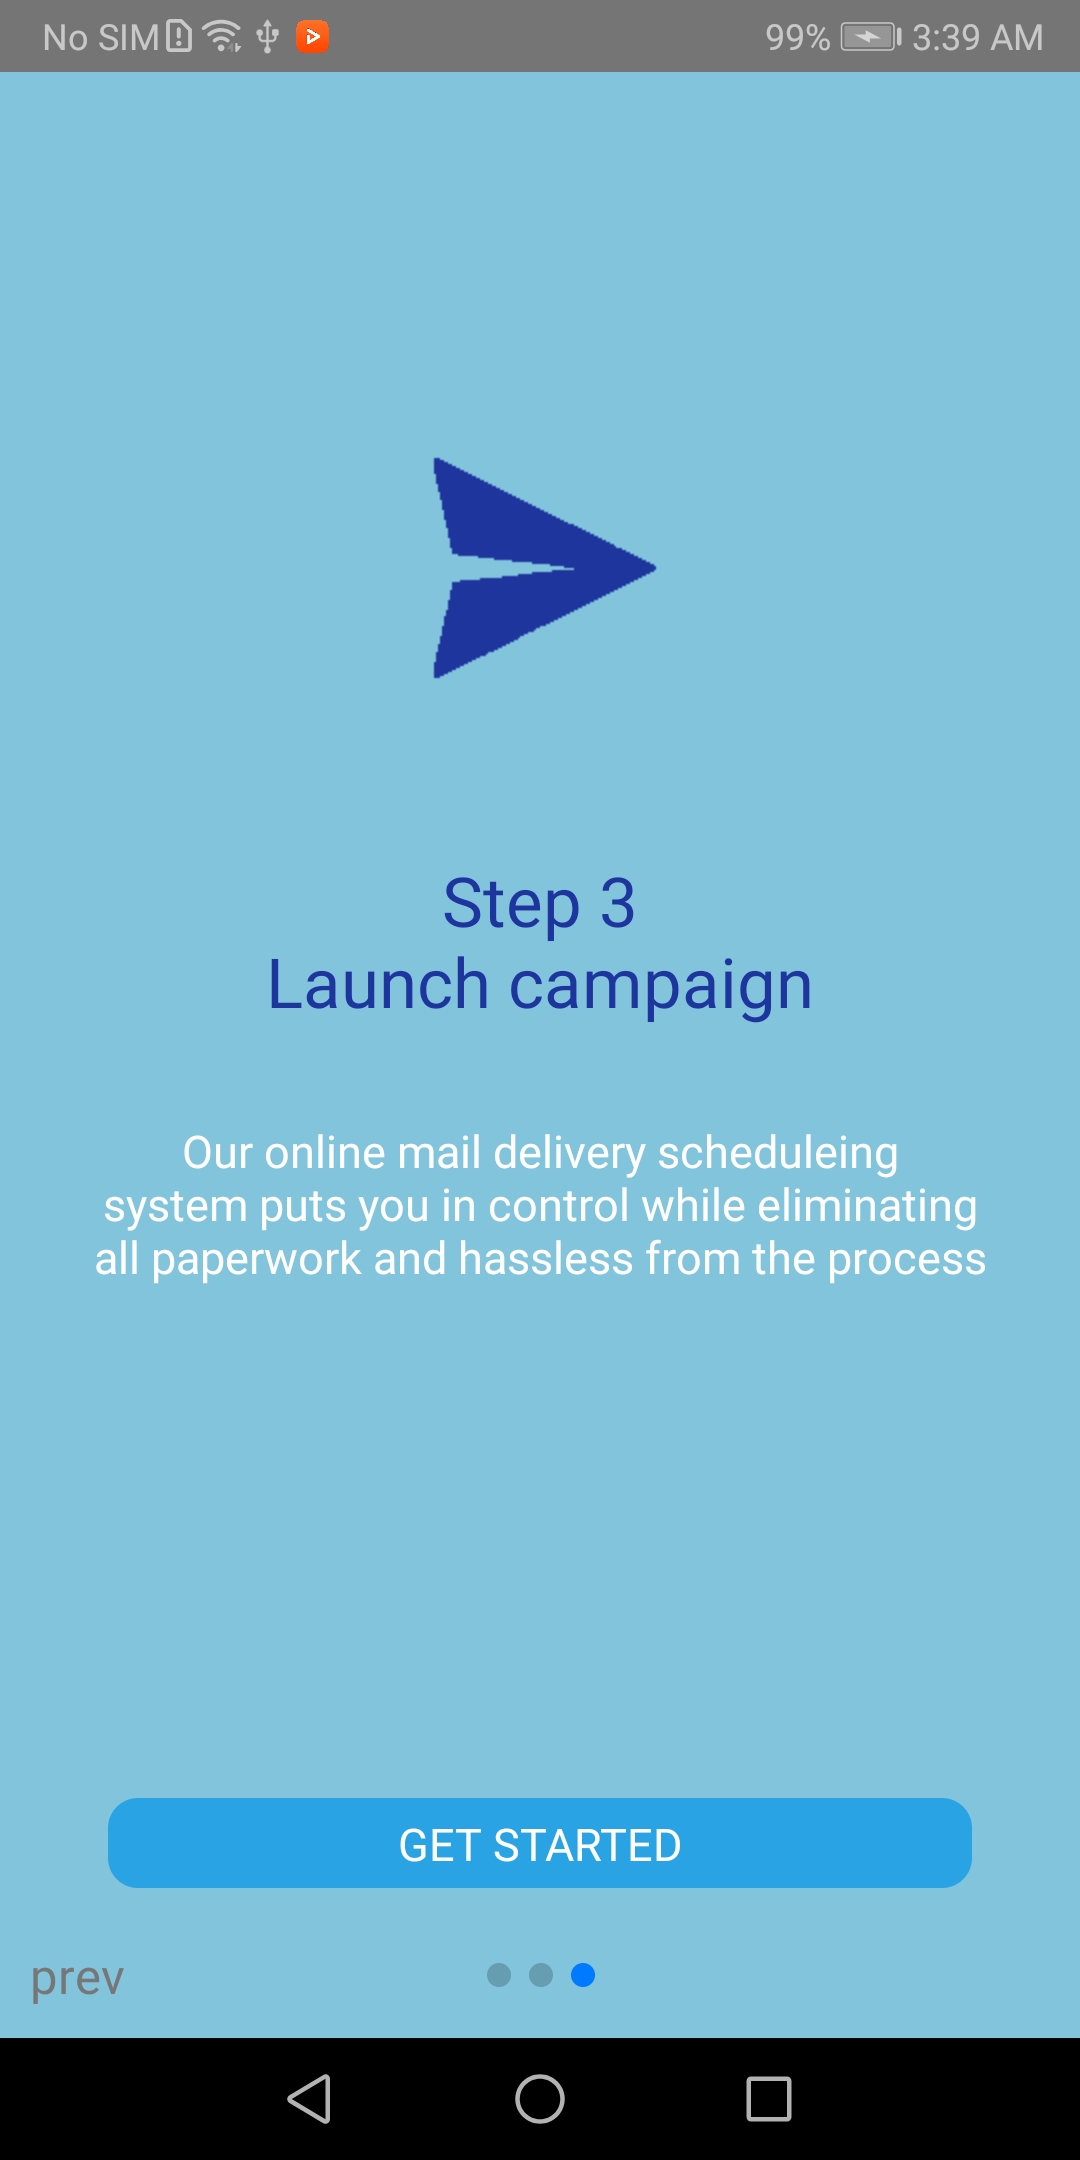 No SIM 99% 3:39 AM
Step 3
Launch campaign
Our online mail delivery scheduleing
system puts you in control while eliminating
all paperwork and hassless from the process
GET STARTED
prev